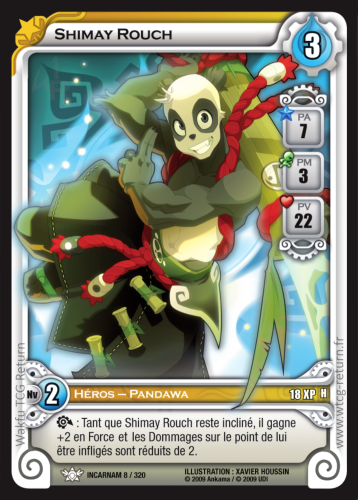 Shimay Rouch
3
PA
7
PM
3
PV
22
Wakfu TCG Return
www.wtcg-return.fr
Nv
2
Héros – Pandawa
18 XP H
: Tant que Shimay Rouch reste incliné, il gagne
+2 en Force et les Dommages sur le point de lui
être infligés sont réduits de 2.
INCARNAM 8 / 320
ILLUSTRATION : XAVIER HOUSSIN
© 2009 Ankama / © 2009 UDI